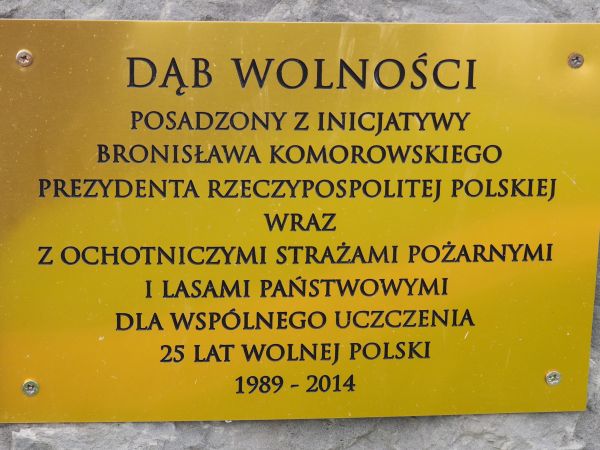 DĄB WOLNOŚCI
POSADZONY Z INICJATYWY
BRONISŁAWA KOMOROWSKIEGO
PREZYDENTA RZECZYPOSPOLITEJ POLSKIEJ
WRAZ
Z OCHOTNICZYMI STRAŻAMI POŻARNYMI
I LASAMI PAŃSTWOWYMI
DLA WSPÓLNEGO UCZCZENIA
25 LAT WOLNEJ POLSKI
1989 - 2014